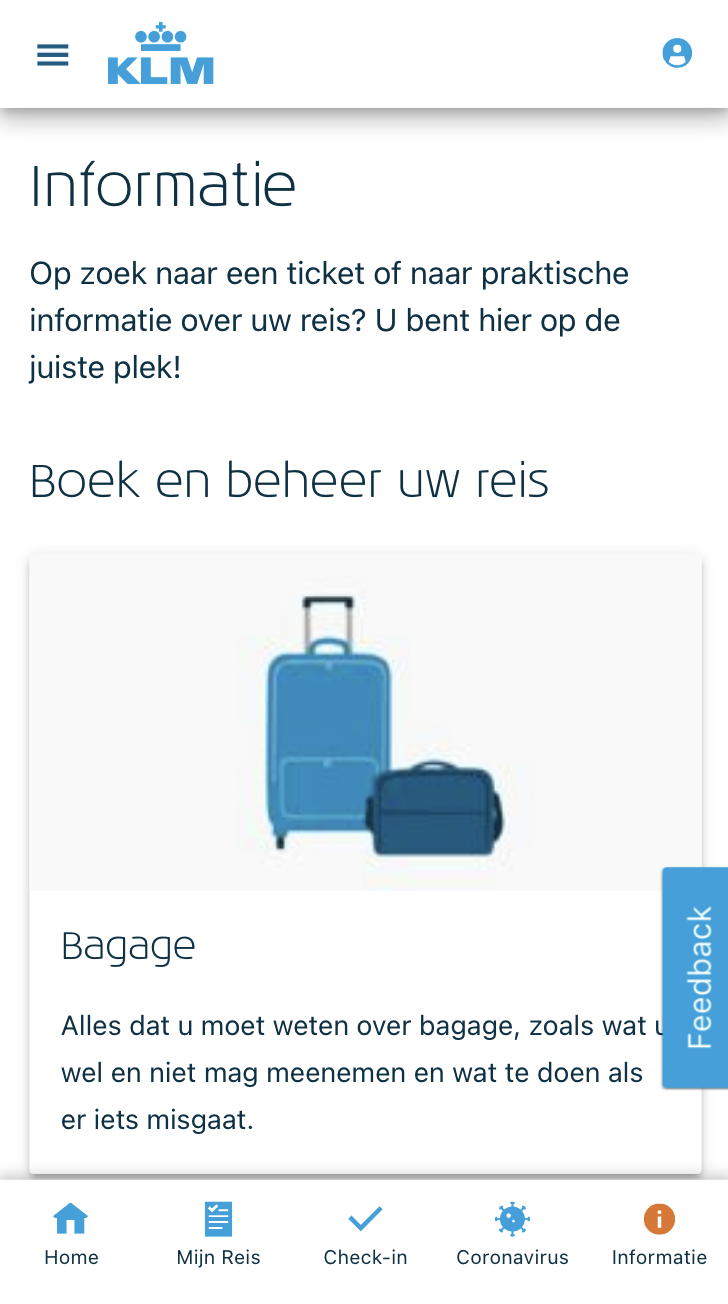 KLM
Informatie
Op zoek naar een ticket of naar praktische
informatie over uw reis? U bent hier op de
juiste plek!
Boek en beheer uw reis
Bagage
Alles dat u moet weten over bagage, zoals wat u
wel en niet mag meenemen en wat te doen als
er iets misgaat.
Feedback
Home
Mijn Reis
Check-in
Coronavirus
Informatie